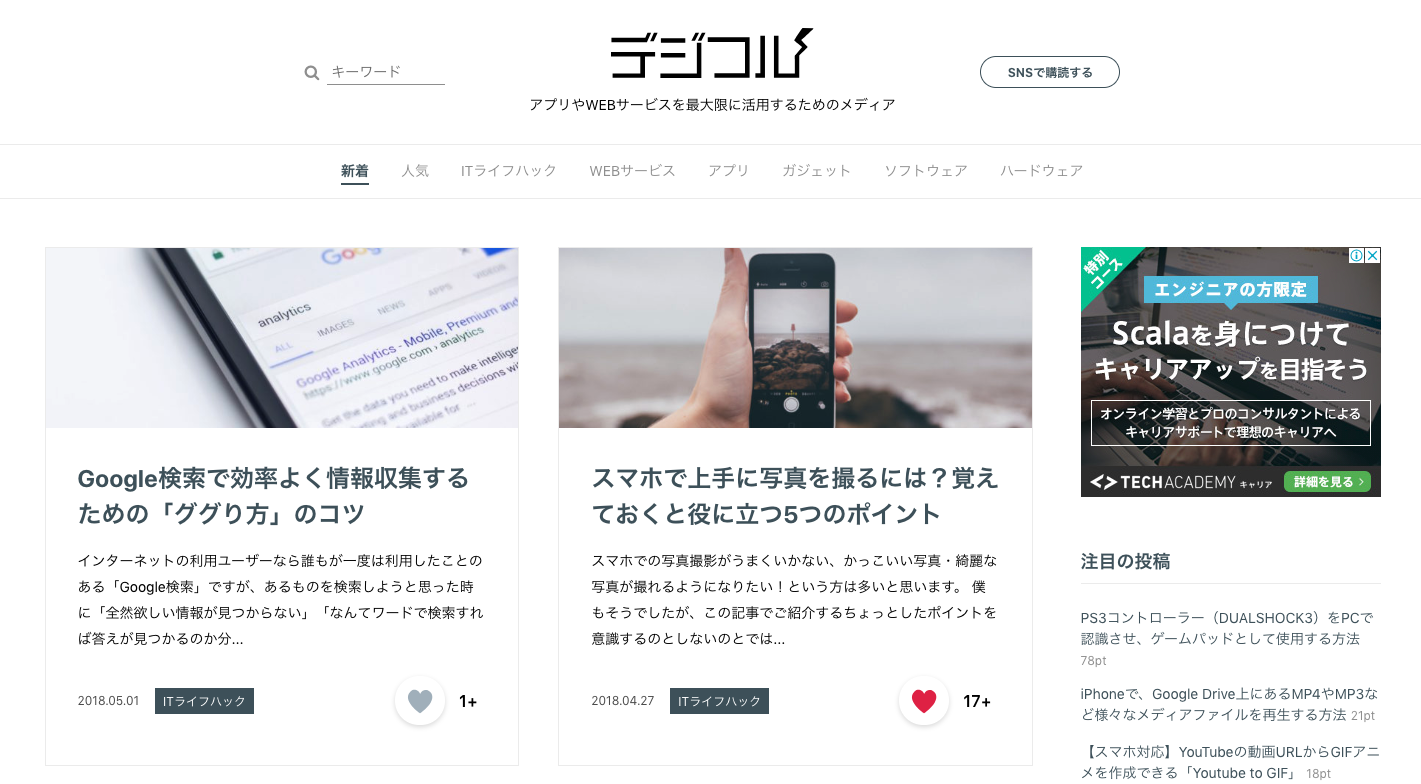 キーワード
デジコル
アプリやWEBサービスを最大限に活用するためのメディア
SNSで購読する
新着 人気 ITライフハック WEBサービス アプリ ガジェット ソフトウェア ハードウェア
Google
analytics
ALL IMAGES NEWS APPS VIDEOS
Google Analytics - Mobile, Premium and
https://www.google.com › analytics
Get the data you need to make intelligent
marketing and business decisions wi
available for ...
Google検索で効率よく情報収集する
ための「ググり方」のコツ
インターネットの利用ユーザーなら誰もが一度は利用したことの
ある「Google検索」ですが、あるものを検索しようと思った時
に「全然欲しい情報が見つからない」「なんてワードで検索すれ
ば答えが見つかるのか分...
2018.05.01 ITライフハック 1+
スマホで上手に写真を撮るには？覚え
ておくと役に立つ5つのポイント
スマホでの写真撮影がうまくいかない、かっこいい写真・綺麗な
写真が撮れるようになりたい！という方は多いと思います。 僕
もそうでしたが、この記事でご紹介するちょっとしたポイントを
意識するのとしないのとでは...
2018.04.27 ITライフハック 17+
特別
コース
エンジニアの方限定
Scalaを身につけて
キャリアアップを目指そう
オンライン学習とプロのコンサルタントによる
キャリアサポートで理想のキャリアへ
TECHACADEMY キャリア 詳細を見る
注目の投稿
PS3コントローラー（DUALSHOCK3）をPCで
認識させ、ゲームパッドとして使用する方法
78pt
iPhoneで、Google Drive上にあるMP4やMP3な
ど様々なメディアファイルを再生する方法 21pt
【スマホ対応】YouTubeの動画URLからGIFアニ
メを作成できる「Youtube to GIF」 18pt